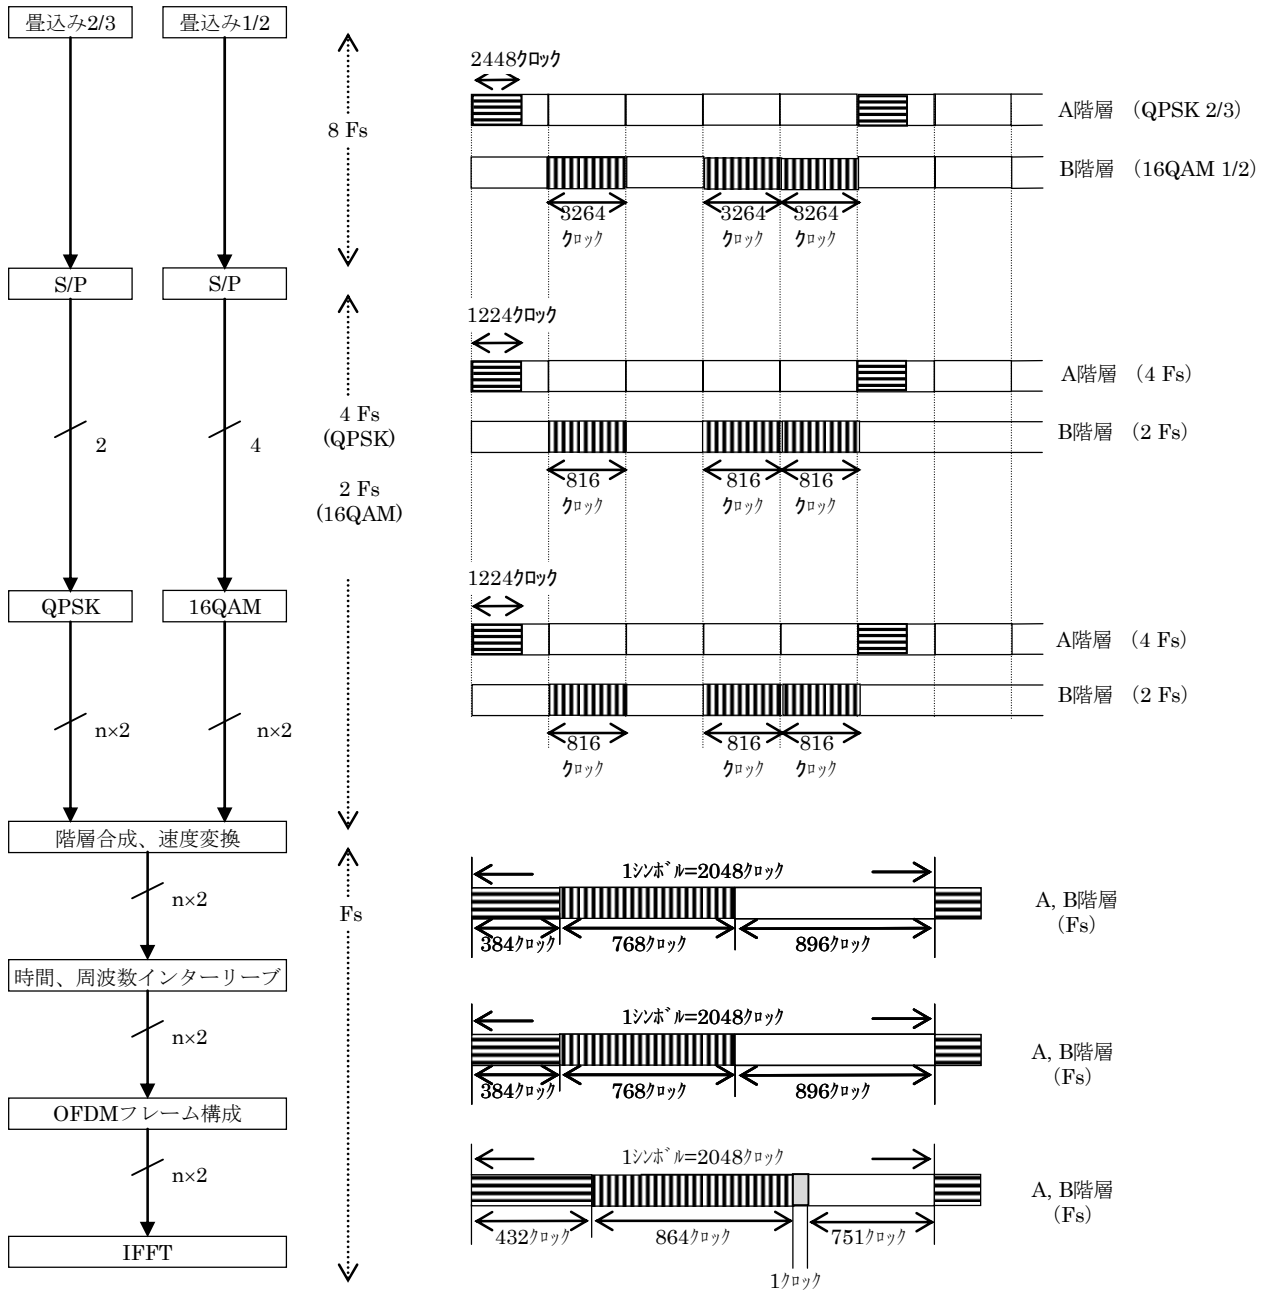 畳込み2/3
畳込み1/2
8 Fs
2448クロック
A階層 （QPSK 2/3）
B階層 （16QAM 1/2）
3264
クロック
3264
クロック
3264
クロック
S/P
S/P
2
4
4 Fs
(QPSK)
2 Fs
(16QAM)
1224クロック
A階層 （4 Fs）
B階層 （2 Fs）
816
クロック
816
クロック
816
クロック
QPSK
16QAM
n×2
n×2
1224クロック
A階層 （4 Fs）
B階層 （2 Fs）
816
クロック
816
クロック
816
クロック
階層合成、速度変換
n×2
Fs
1シンボル=2048クロック
384クロック
768クロック
896クロック
A, B階層
（Fs）
時間、周波数インターリーブ
n×2
1シンボル=2048クロック
384クロック
768クロック
896クロック
A, B階層
（Fs）
OFDMフレーム構成
n×2
1シンボル=2048クロック
432クロック
864クロック
751クロック
1クロック
A, B階層
（Fs）
IFFT